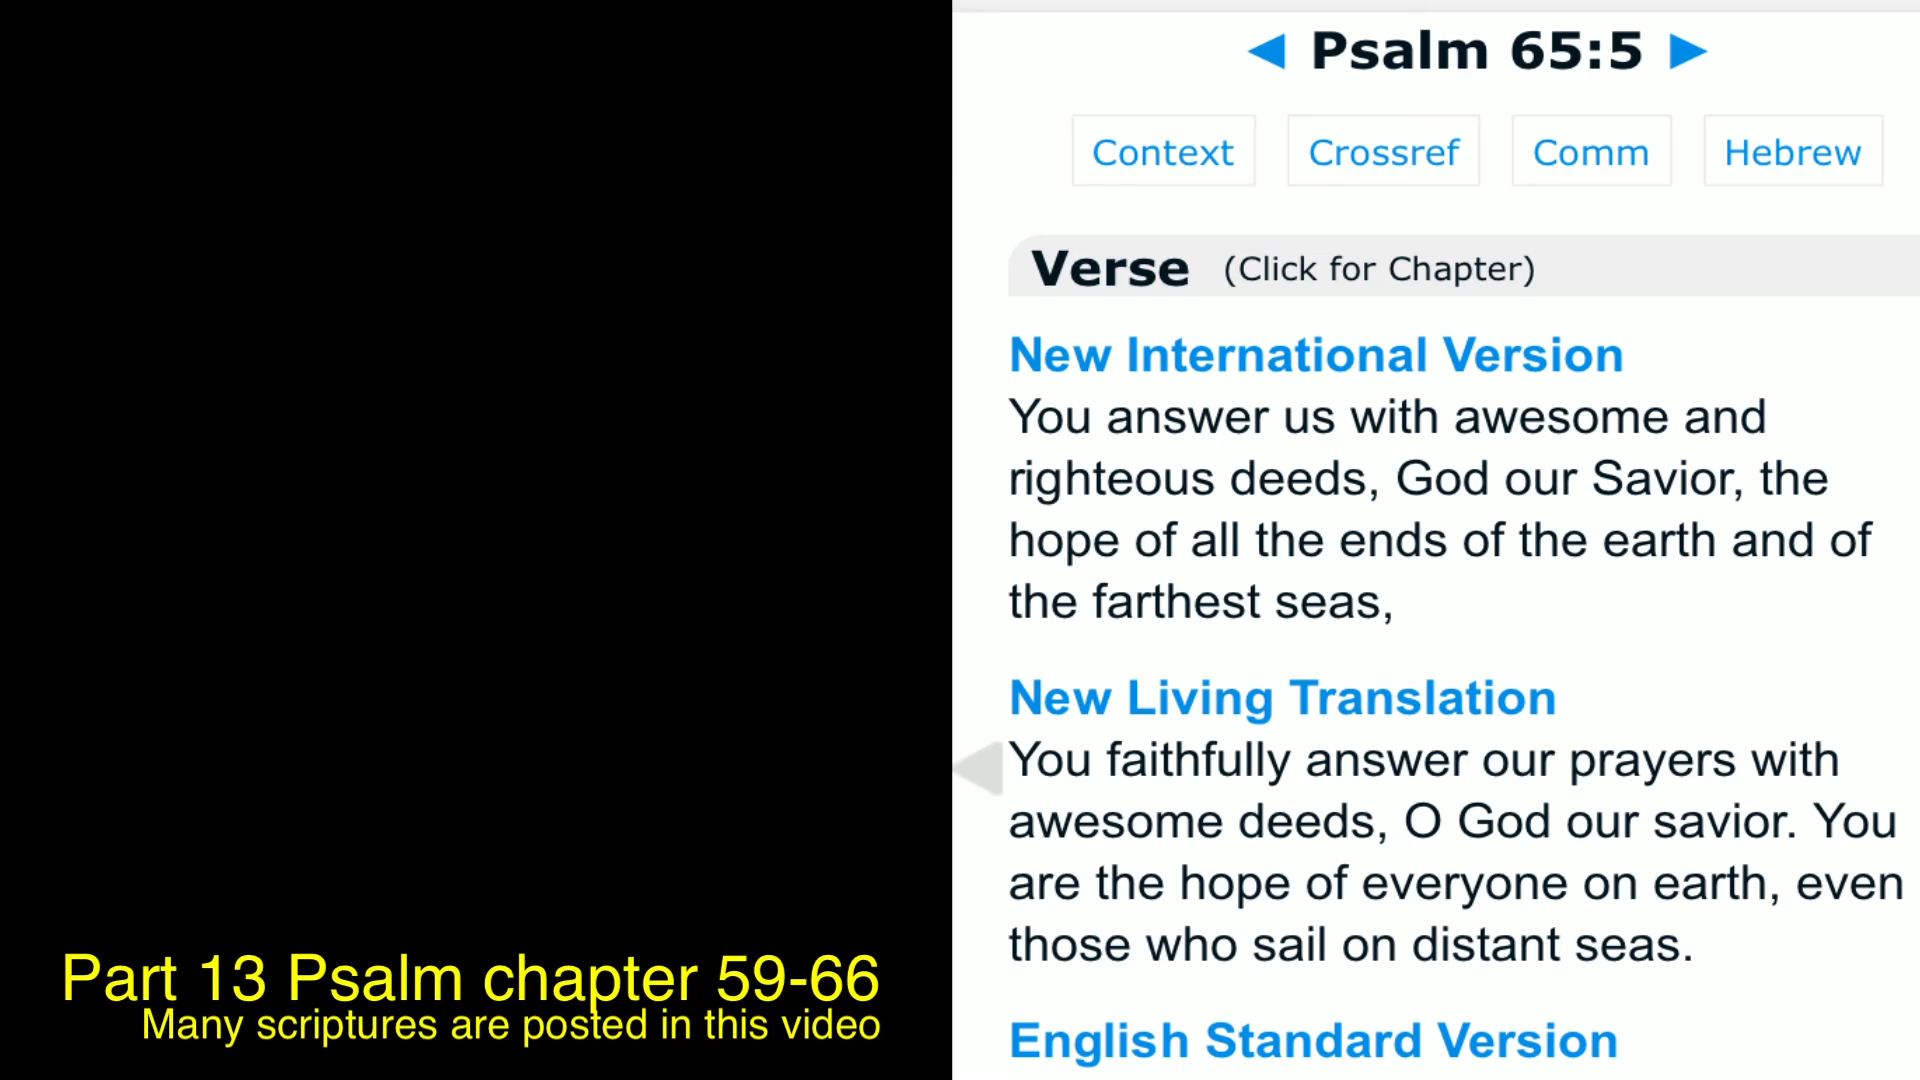 Psalm 65:5
Context Crossref Comm Hebrew
Verse (Click for Chapter)
New International Version
You answer us with awesome and
righteous deeds, God our Savior, the
hope of all the ends of the earth and of
the farthest seas,
New Living Translation
You faithfully answer our prayers with
awesome deeds, O God our savior. You
are the hope of everyone on earth, even
those who sail on distant seas.
English Standard Version
Part 13 Psalm chapter 59-66
Many scriptures are posted in this video